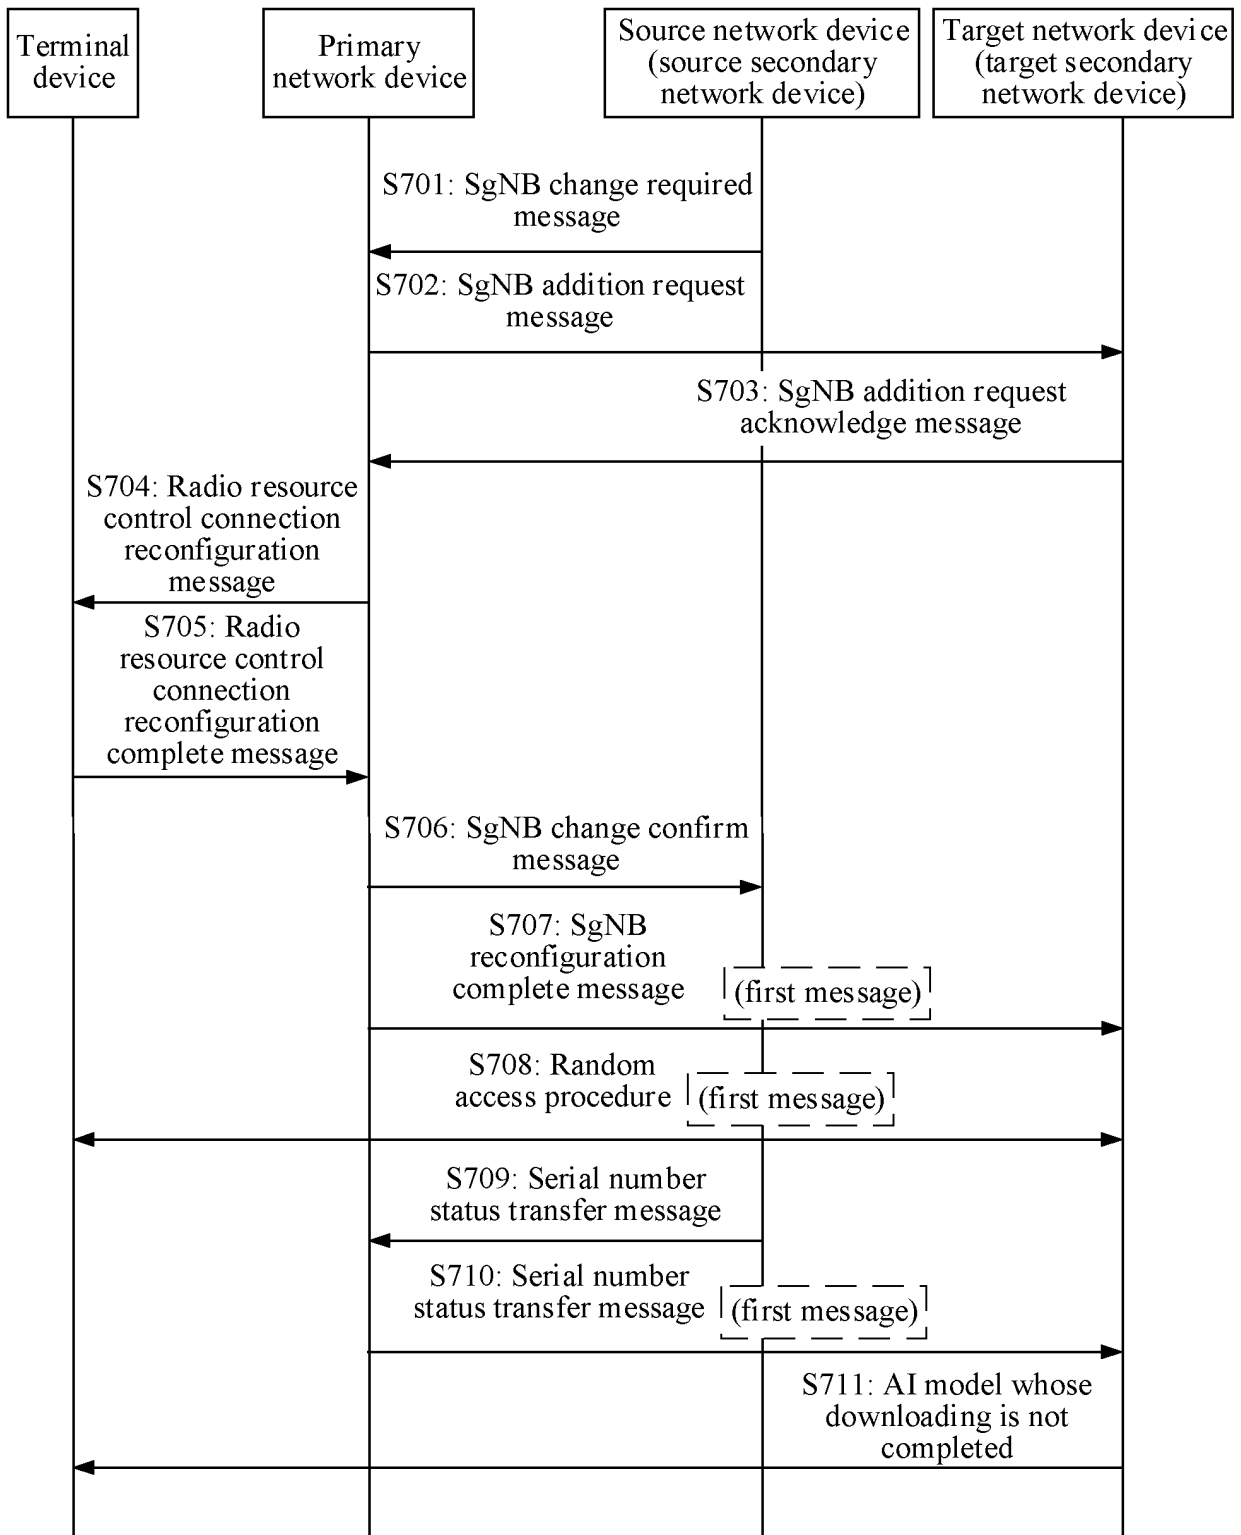 Terminal
device
Primary
network device
Source network device
(source secondary
network device)
Target network device
(target secondary
network device)
S701: SgNB change required
message
S702: SgNB addition request
message
S703: SgNB addition request
acknowledge message
S704: Radio resource
control connection
reconfiguration
message
S705: Radio
resource control
connection
reconfiguration
complete message
S706: SgNB change confirm
message
S707: SgNB
reconfiguration
complete message
(first message)
S708: Random
access procedure
(first message)
S709: Serial number
status transfer message
S710: Serial number
status transfer message
(first message)
S711: AI model whose
downloading is not
completed